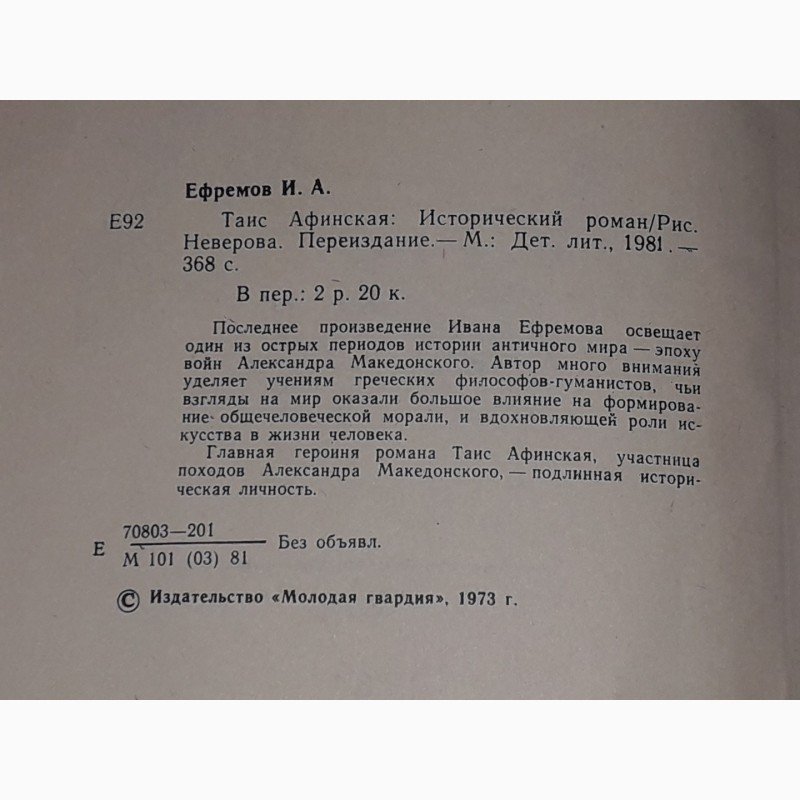 Ефремов И. А.
Е92 Таис Афинская: Исторический роман/Рис.
Неверова. Переиздание.— М.: Дет. лит., 1981.—
368 с.
В пер.: 2 р. 20 к.
Последнее произведение Ивана Ефремова освещает
один из острых периодов истории античного мира — эпоху
войн Александра Македонского. Автор много внимания
уделяет учениям греческих философов-гуманистов, чьи
взгляды на мир оказали большое влияние на формирова-
ние общечеловеческой морали, и вдохновляющей роли ис-
кусства в жизни человека.
Главная героиня романа Таис Афинская, участница
походов Александра Македонского, — подлинная истори-
ческая личность.
70803—201
Е Без объявл.
М 101 (03) 81
© Издательство «Молодая гвардия», 1973 г.